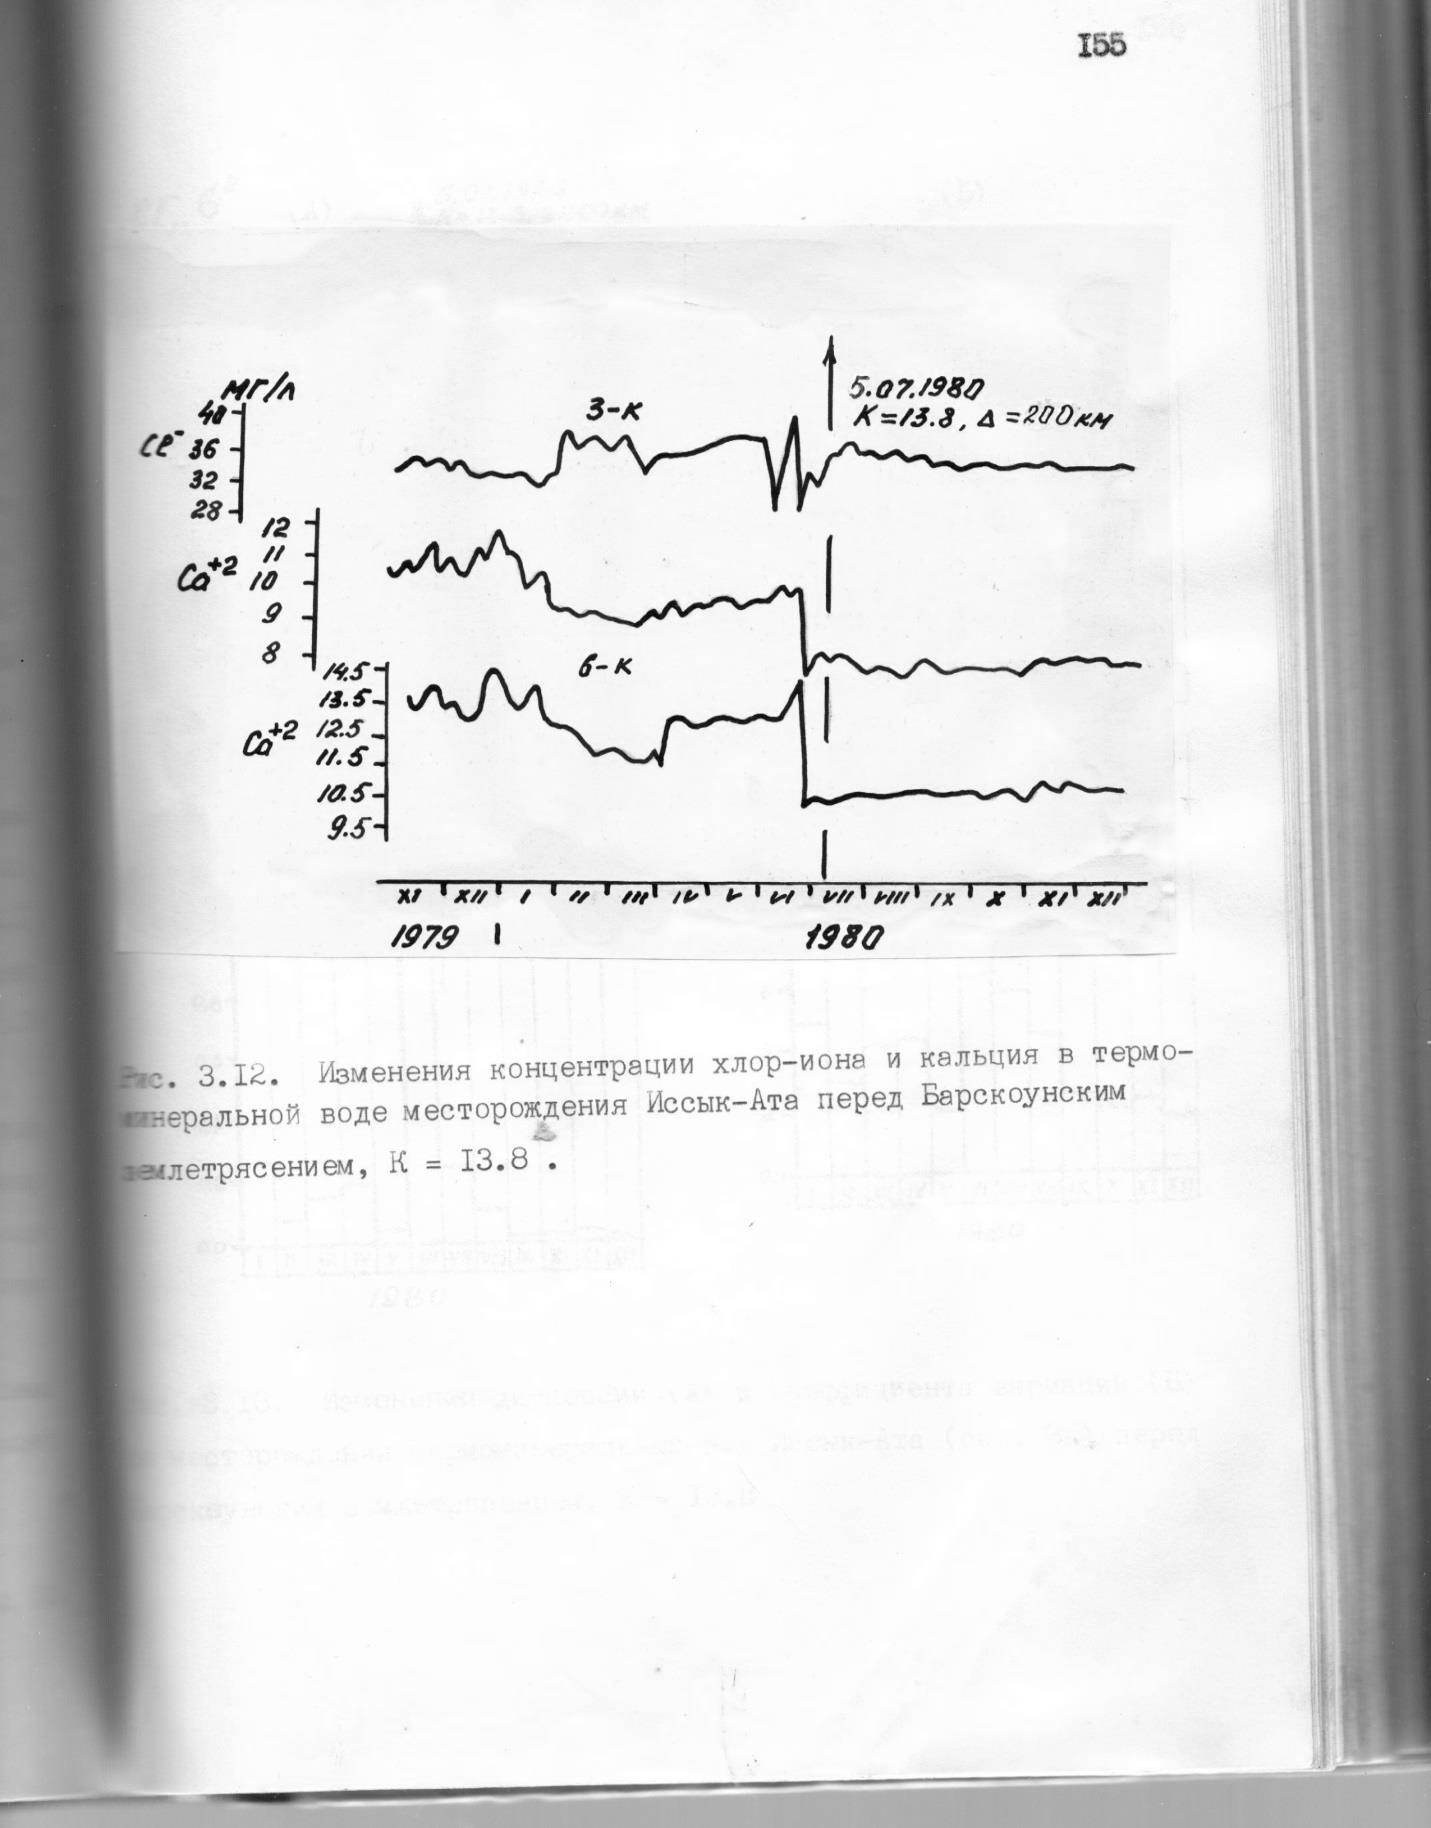 I55
мг/л
40
Cl⁻ 36
32
28
3-К
5.07.1980
К=13.8, Δ=200км
12
11
Ca⁺² 10
9
8
6-К
14.5
13.5
Ca⁺² 12.5
11.5
10.5
9.5
XI XII I II III IV V VI VII VIII IX X XI XII
1979 1980
Рис. 3.I2. Изменения концентрации хлор-иона и кальция в термо-
минеральной воде месторождения Иссык-Ата перед Барскоунским
землетрясением, К = I3.8 .